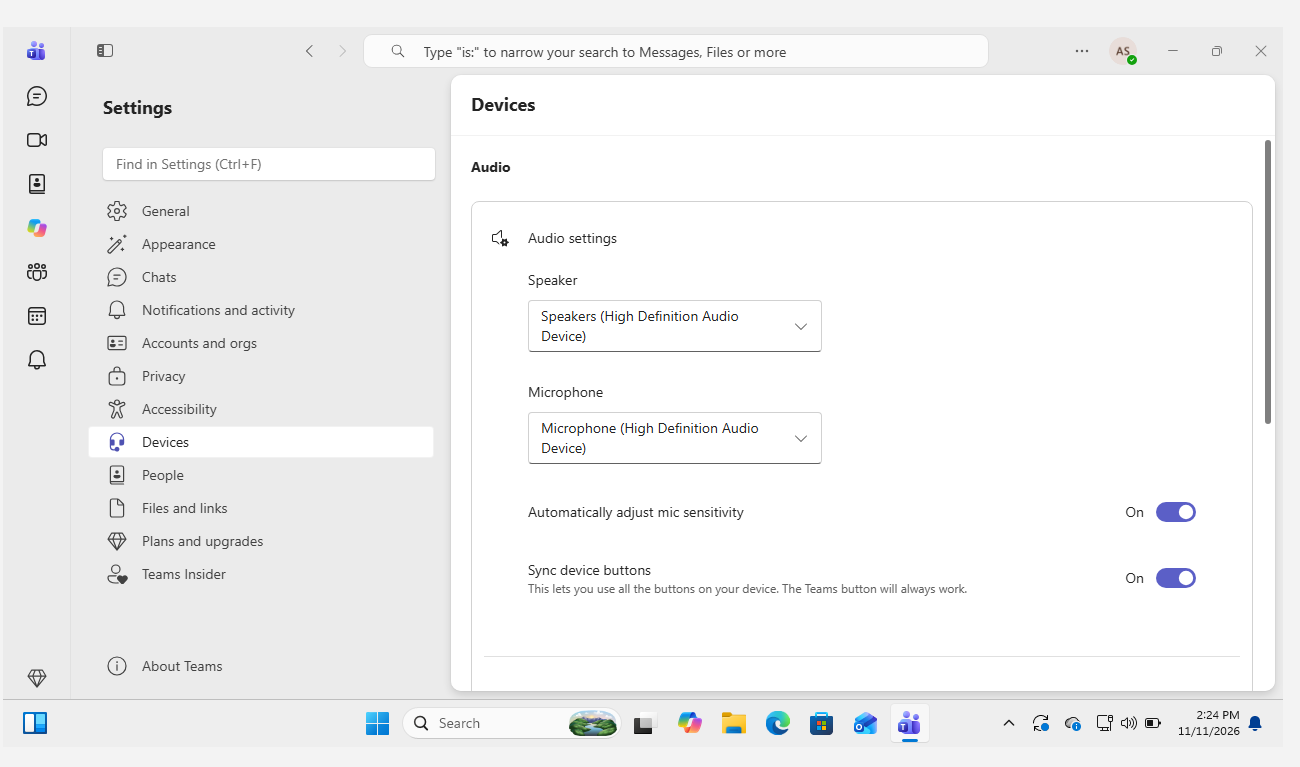 Type "is:" to narrow your search to Messages, Files or more
AS
Settings
Find in Settings (Ctrl+F)
General
Appearance
Chats
Notifications and activity
Accounts and orgs
Privacy
Accessibility
Devices
People
Files and links
Plans and upgrades
Teams Insider
About Teams
Devices
Audio
Audio settings
Speaker
Speakers (High Definition Audio
Device)
Microphone
Microphone (High Definition Audio
Device)
Automatically adjust mic sensitivity
On
Sync device buttons
On
This lets you use all the buttons on your device. The Teams button will always work.
Search
2:24 PM
11/11/2026